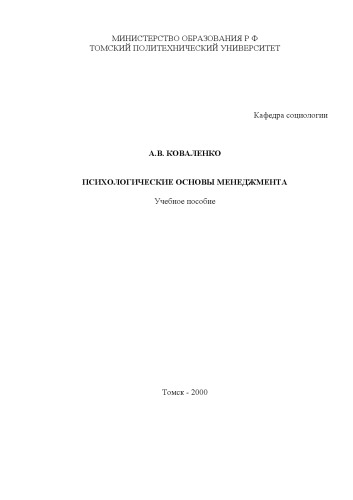 МИНИСТЕРСТВО ОБРАЗОВАНИЯ Р Ф
ТОМСКИЙ ПОЛИТЕХНИЧЕСКИЙ УНИВЕРСИТЕТ
Кафедра социологии
А.В. КОВАЛЕНКО
ПСИХОЛОГИЧЕСКИЕ ОСНОВЫ МЕНЕДЖМЕНТА
Учебное пособие
Томск - 2000